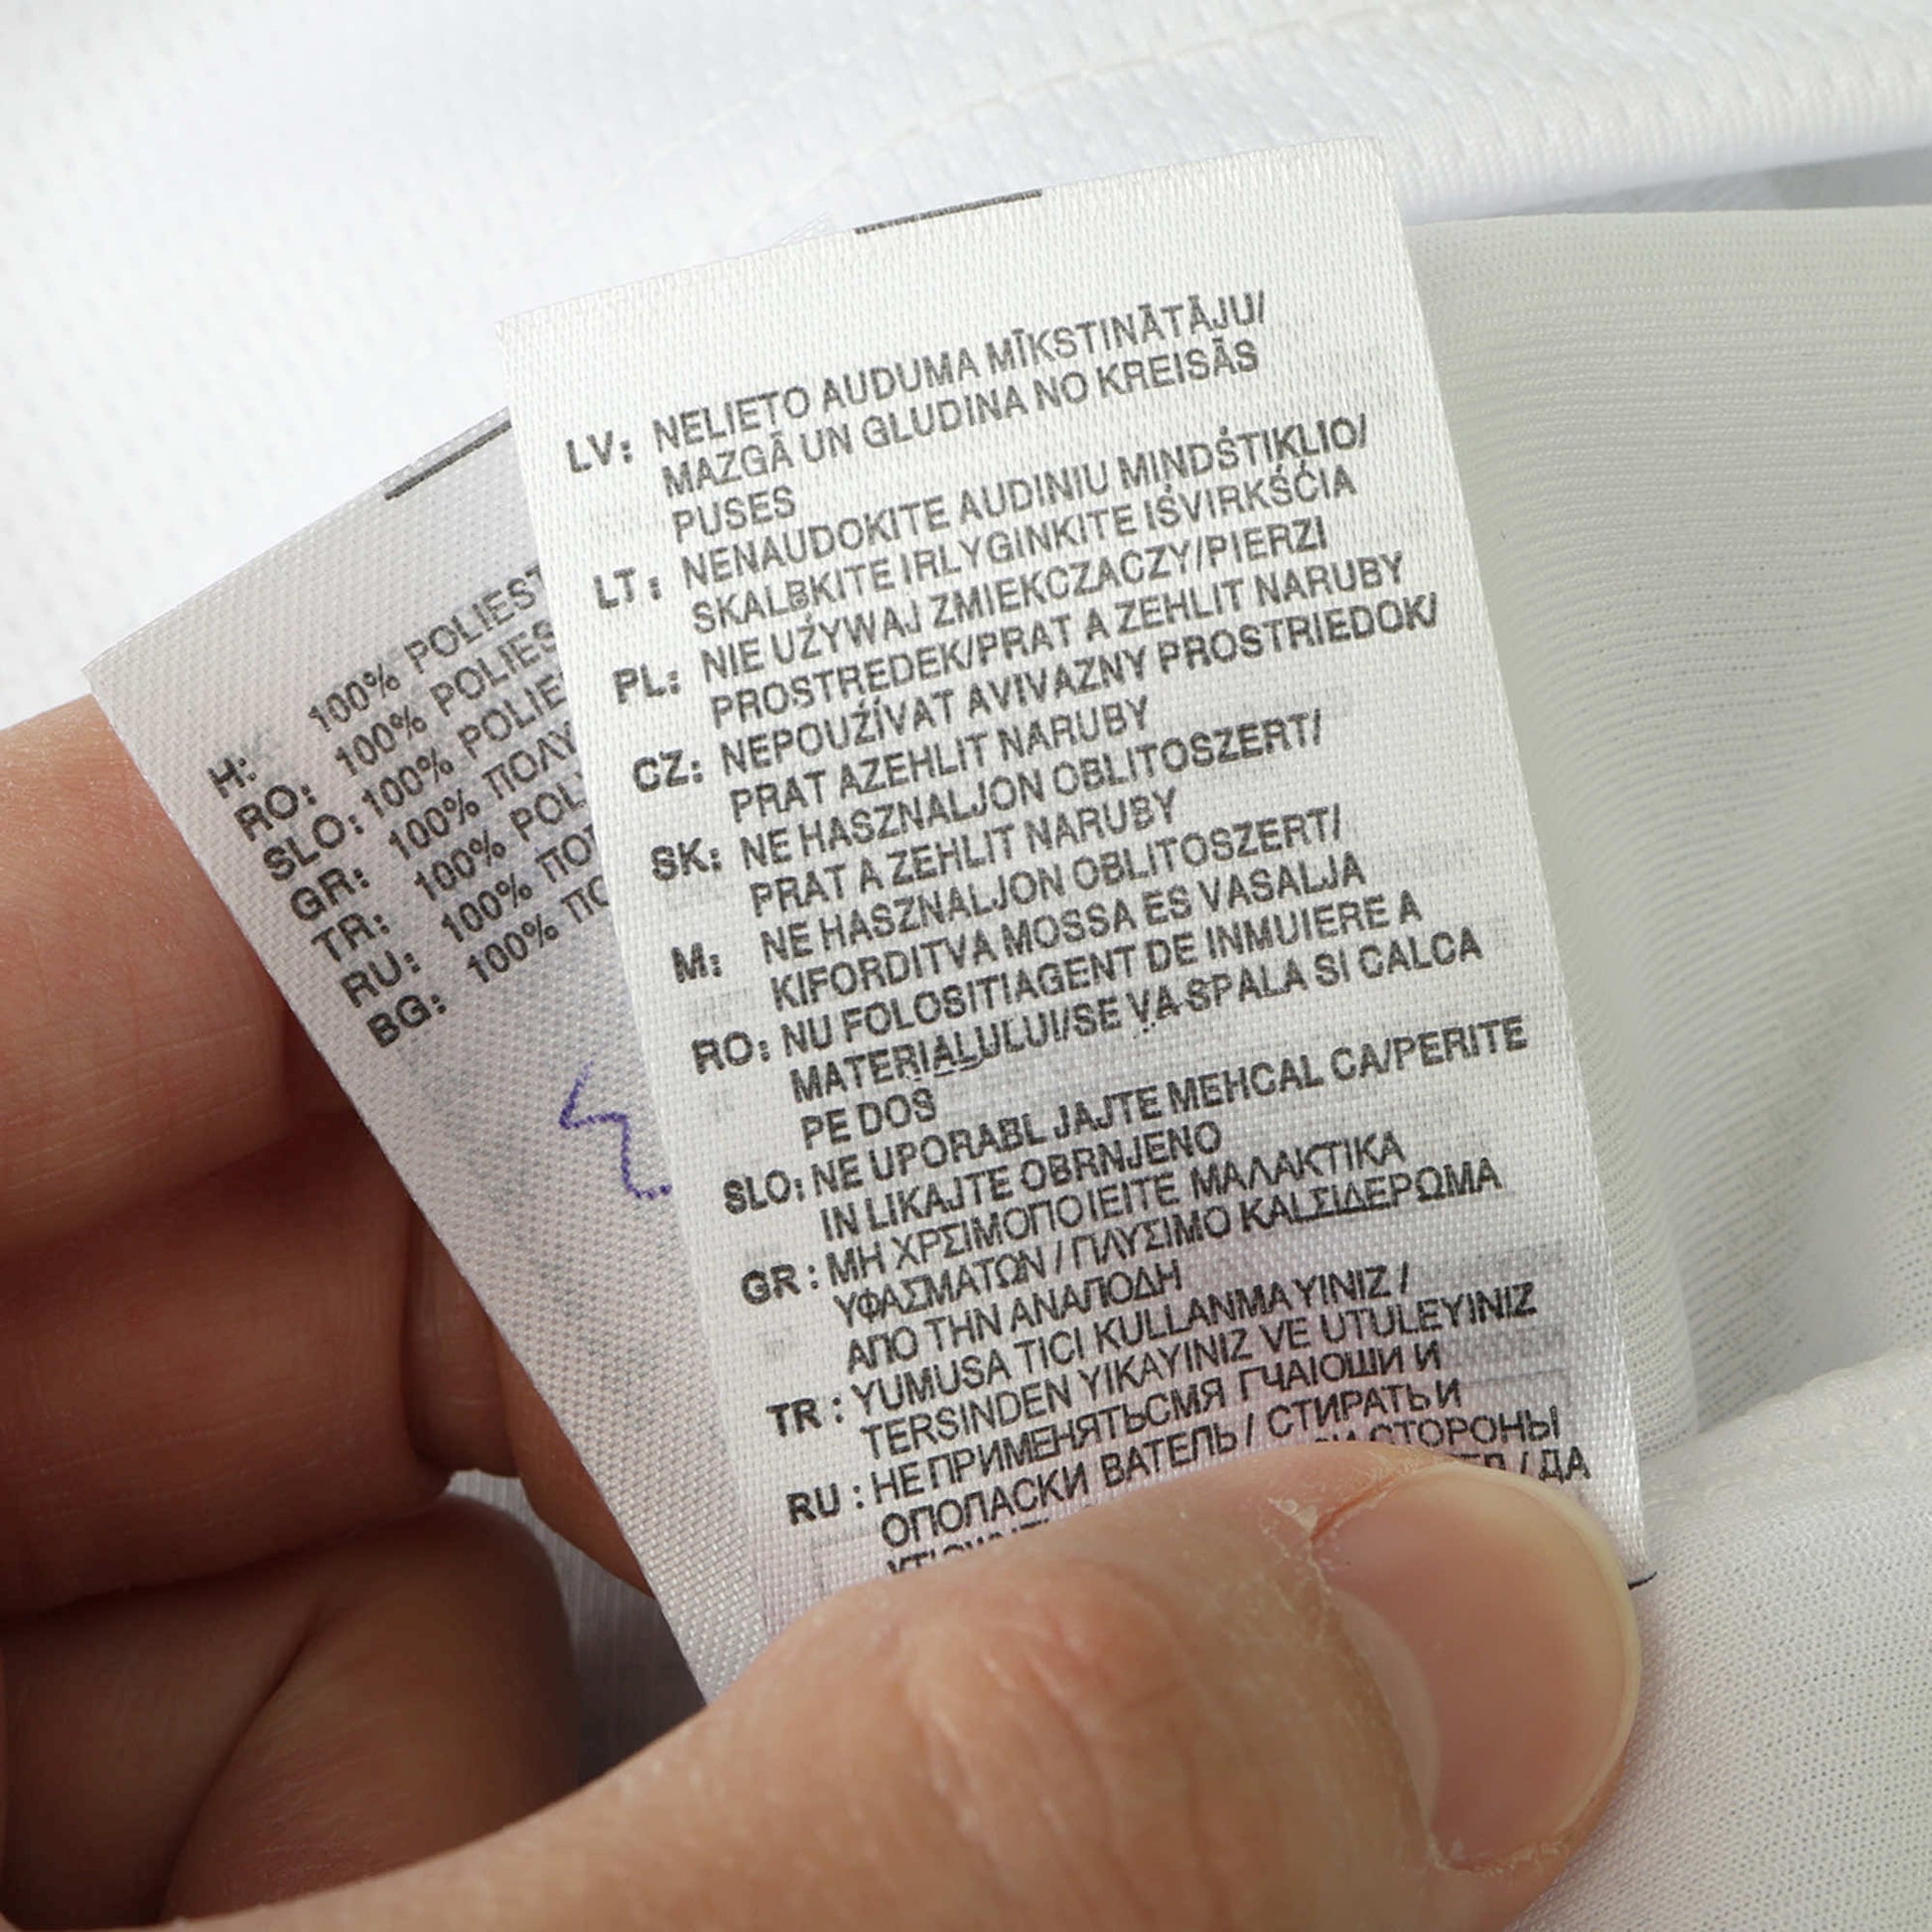 LV: NELIETO AUDUMA MĪKSTINĀTĀJU/
MAZGĀ UN GLUDINA NO KREISĀS
PUSES
LT: NENAUDOKITE AUDINIU MINDŠTIKLIO/
SKALBKITE IRLYGINKITE IŠVIRKŠČIA
PL: NIE UŻYWAJ ZMIEKCZACZY/PIERZI
PROSTREDEK/PRAT A ZEHLIT NARUBY
CZ: NEPOUŽÍVAT AVIVAZNY PROSTRIEDOK/
PRAT AZEHLIT NARUBY
SK: NE HASZNALJON OBLITOSZERT/
PRAT A ZEHLIT NARUBY
M: NE HASZNALJON OBLITOSZERT/
KIFORDITVA MOSSA ES VASALJA
RO: NU FOLOSITIAGENT DE INMUIERE A
MATERIALULUI/SE VA SPALA SI CALCA
PE DOS
SLO: NE UPORABL JAJTE MEHCAL CA/PERITE
IN LIKAJTE OBRNJENO
GR : ΜΗ ΧΡΣΙΜΟΠΟΙΕΙΤΕ ΜΑΛΑΚΤΙΚΑ
ΥΦΑΣΜΑΤΩΝ / ΠΛΥΣΙΜΟ ΚΑΙΣΙΔΕΡΩΜΑ
ΑΠΟ ΤΗΝ ΑΝΑΠΟΔΗ
TR : YUMUSA TICI KULLANMAYINIZ /
TERSINDEN YIKAYINIZ VE UTULEYINIZ
RU : НЕ ПРИМЕНЯТЬСМЯ ГЧАЮШИ И
ОПОЛАСКИ ВАТЕЛЬ / СТИРАТЬ И
СТОРОНЫ
/ ДА
H: 100% POLIEST
RO: 100% POLIES
SLO: 100% POLIE
GR: 100% ΠΟΛΥ
TR: 100% POL
RU: 100% ПОЛ
BG: 100% ПО